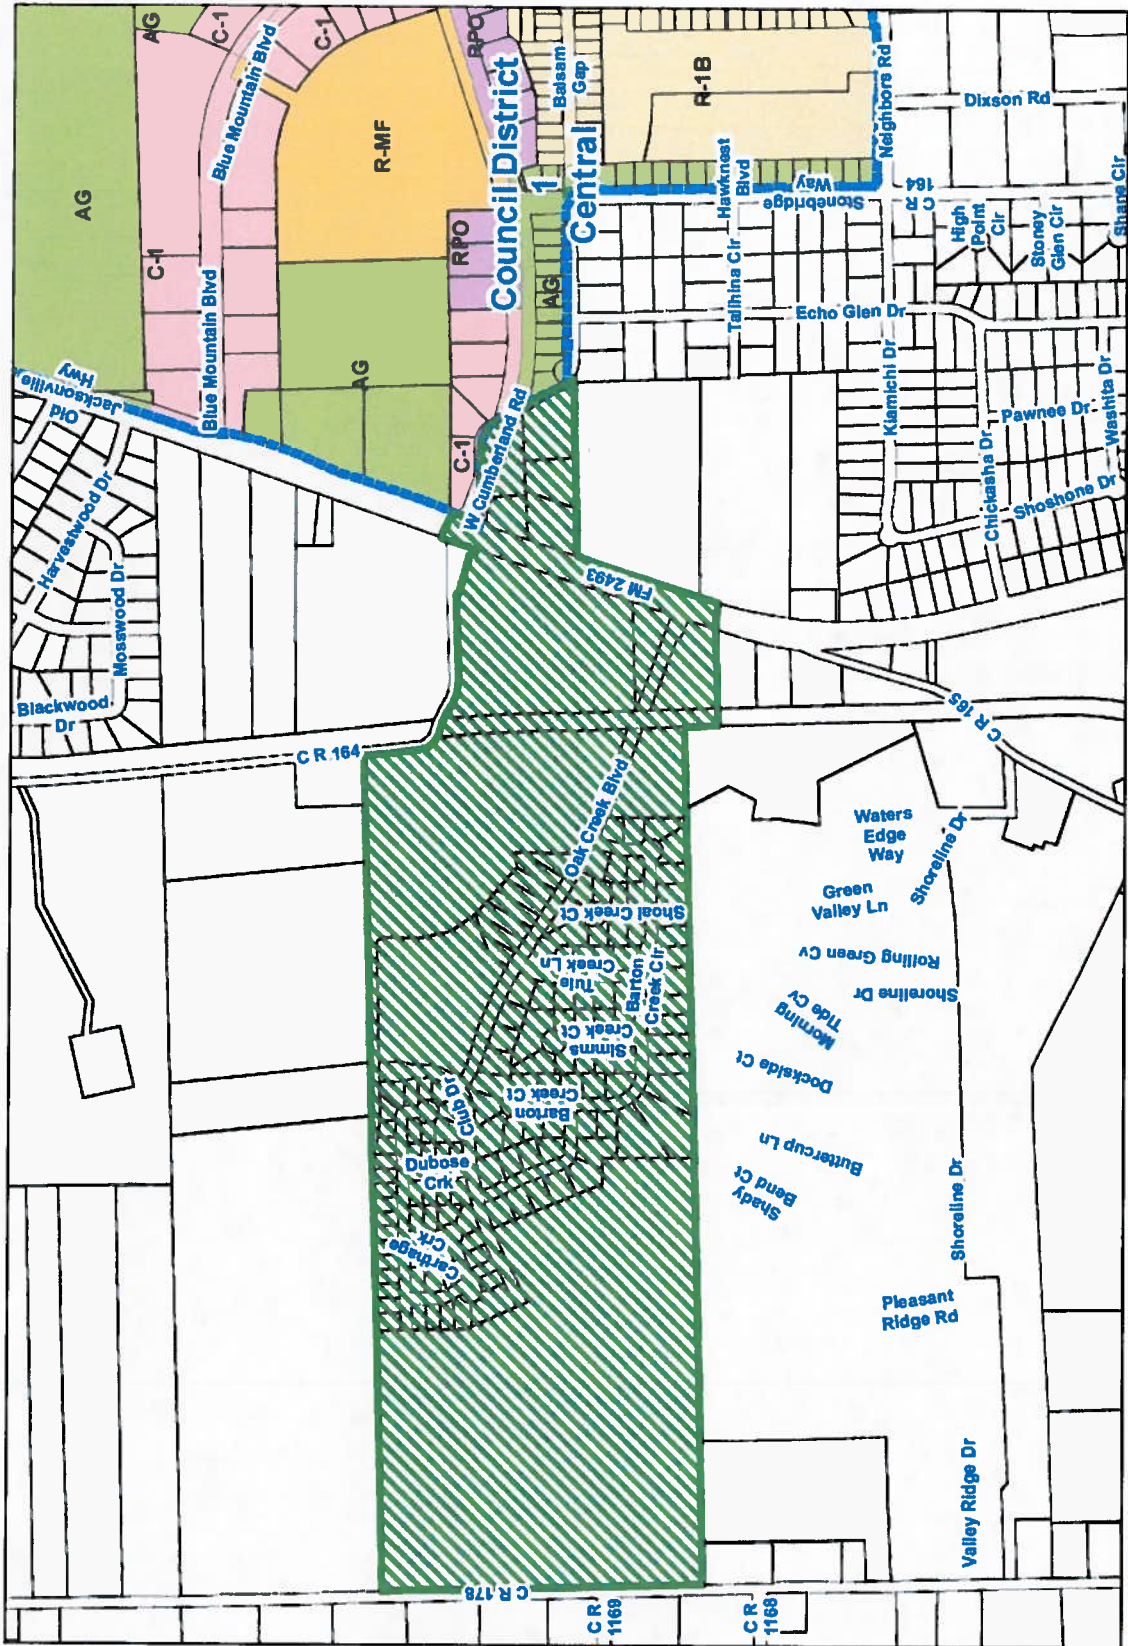 AG
C-1
C-1
AG
Blue Mountain Blvd
C-1
Blue Mountain Blvd
R-MF
RPO
Council District
1
Central
Balsam
Gap
R-1B
RPO
AG
AG
C-1
W Cumberland Rd
Old
Jacksonville
Hwy
Harvestwood Dr
Mosswood Dr
Blackwood
Dr
C R 164
Neighbors Rd
Dixson Rd
Hawknest
Blvd
Stonebridge
Way
C R
164
High
Point
Cir
Stoney
Glen Cir
Shane Cir
Talihina Cir
Echo Glen Dr
Kiamichi Dr
Pawnee Dr
Washita Dr
Chickasha Dr
Shoshone Dr
FM 2493
C R 165
Oak Creek Blvd
Shoal Creek Ct
Tule
Creek Ln
Barton
Creek Cir
Simms
Creek Ct
Barton
Creek Ct
Club Dr
Dubose
Crk
Carthage
Crk
Waters
Edge
Way
Green
Valley Ln
Shoreline Dr
Rolling Green Cv
Shoreline Dr
Morning
Tide Cv
Dockside Ct
Buttercup Ln
Shady
Bend Ct
Shoreline Dr
Pleasant
Ridge Rd
Valley Ridge Dr
C R 178
C R
1169
C R
1168